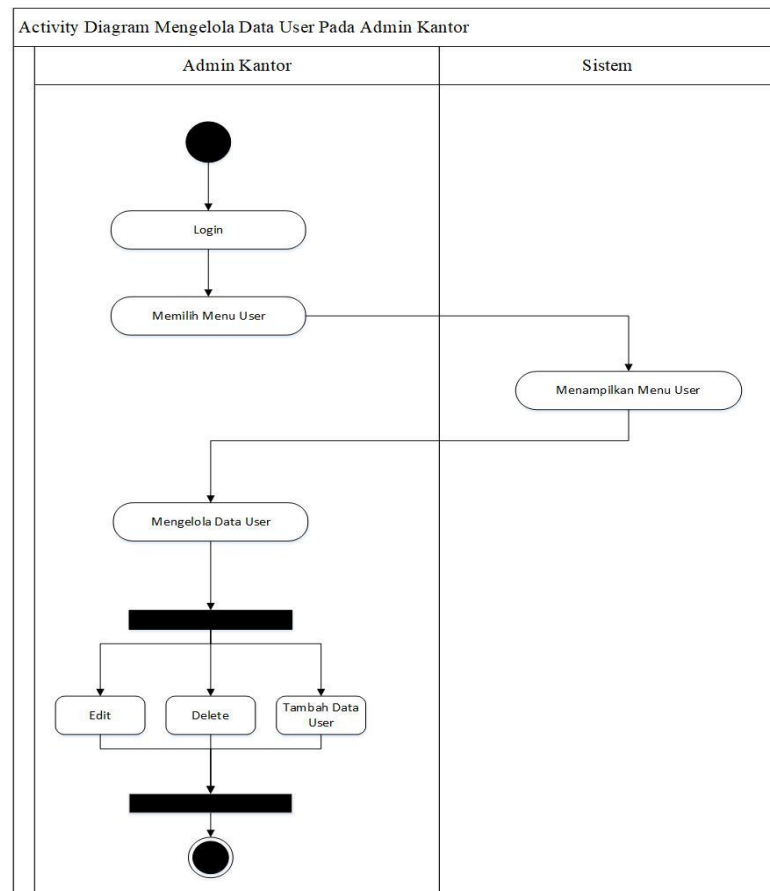 Activity Diagram Mengelola Data User Pada Admin Kantor
Admin Kantor
Sistem
Login
Memilih Menu User
Menampilkan Menu User
Mengelola Data User
Edit
Delete
Tambah Data
User